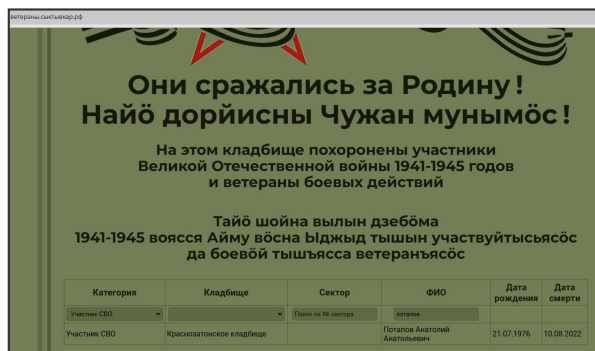 ветераны.сыктывкар.рф
Они сражались за Родину !
Найӧ дорйисны Чужан мунымӧс !
На этом кладбище похоронены участники
Великой Отечественной войны 1941-1945 годов
и ветераны боевых действий
Тайӧ шойна вылын дзебӧма
1941-1945 воясся Айму вӧсна Ыджыд тышын участвуйтысьясӧс
да боевӧй тышъясса ветеранъясӧс
Категория Кладбище Сектор ФИО Дата рождения Дата смерти
Участник СВО Поиск по № сектора потапов
Участник СВО Краснозатонское кладбище Потапов Анатолий Анатольевич 21.07.1976 10.08.2022